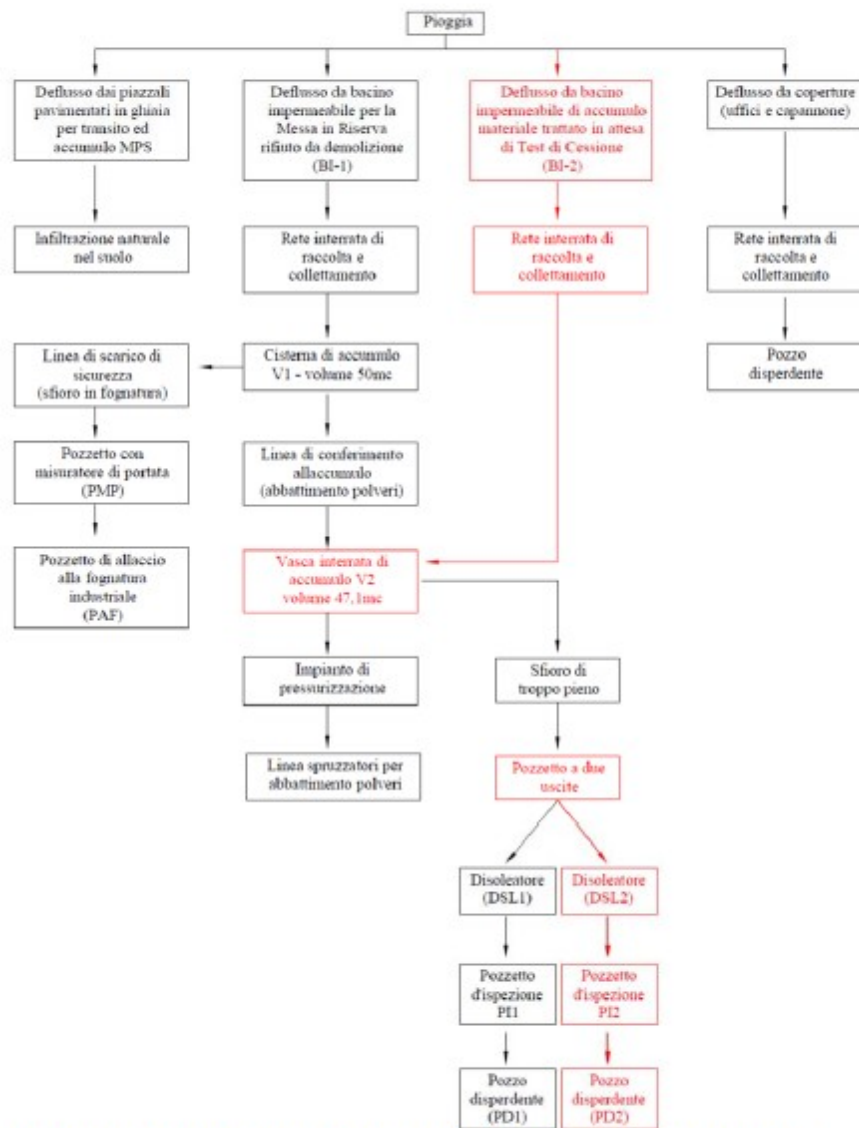 Pioggia
Deflusso dai piazzali
pavimentati in ghiaia
per transito ed
accumulo MPS
Deflusso da bacino
impermeabile per la
Messa in Riserva
rifiuto da demolizione
(BI-1)
Deflusso da bacino
impermeabile di accumulo
materiale trattato in attesa
di Test di Cessione
(BI-2)
Deflusso da coperture
(uffici e capannone)
Infiltrazione naturale
nel suolo
Rete interrata di
raccolta e
collettamento
Rete interrata di
raccolta e
collettamento
Rete interrata di
raccolta e
collettamento
Linea di scarico di
sicurezza
(sfioro in fognatura)
Cisterna di accumulo
V1 - volume 50mc
Pozzo
disperdente
Pozzetto con
misuratore di portata
(PMP)
Linea di conferimento
allaccumulo
(abbattimento polveri)
Pozzetto di allaccio
alla fognatura
industriale
(PAF)
Vasca interrata di
accumulo V2
volume 47,1mc
Impianto di
pressurizzazione
Sfioro di
troppo pieno
Linea spruzzatori per
abbattimento polveri
Pozzetto a due
uscite
Disoleatore
(DSL1)
Disoleatore
(DSL2)
Pozzetto
d'ispezione
PI1
Pozzetto
d'ispezione
PI2
Pozzo
disperdente
(PD1)
Pozzo
disperdente
(PD2)